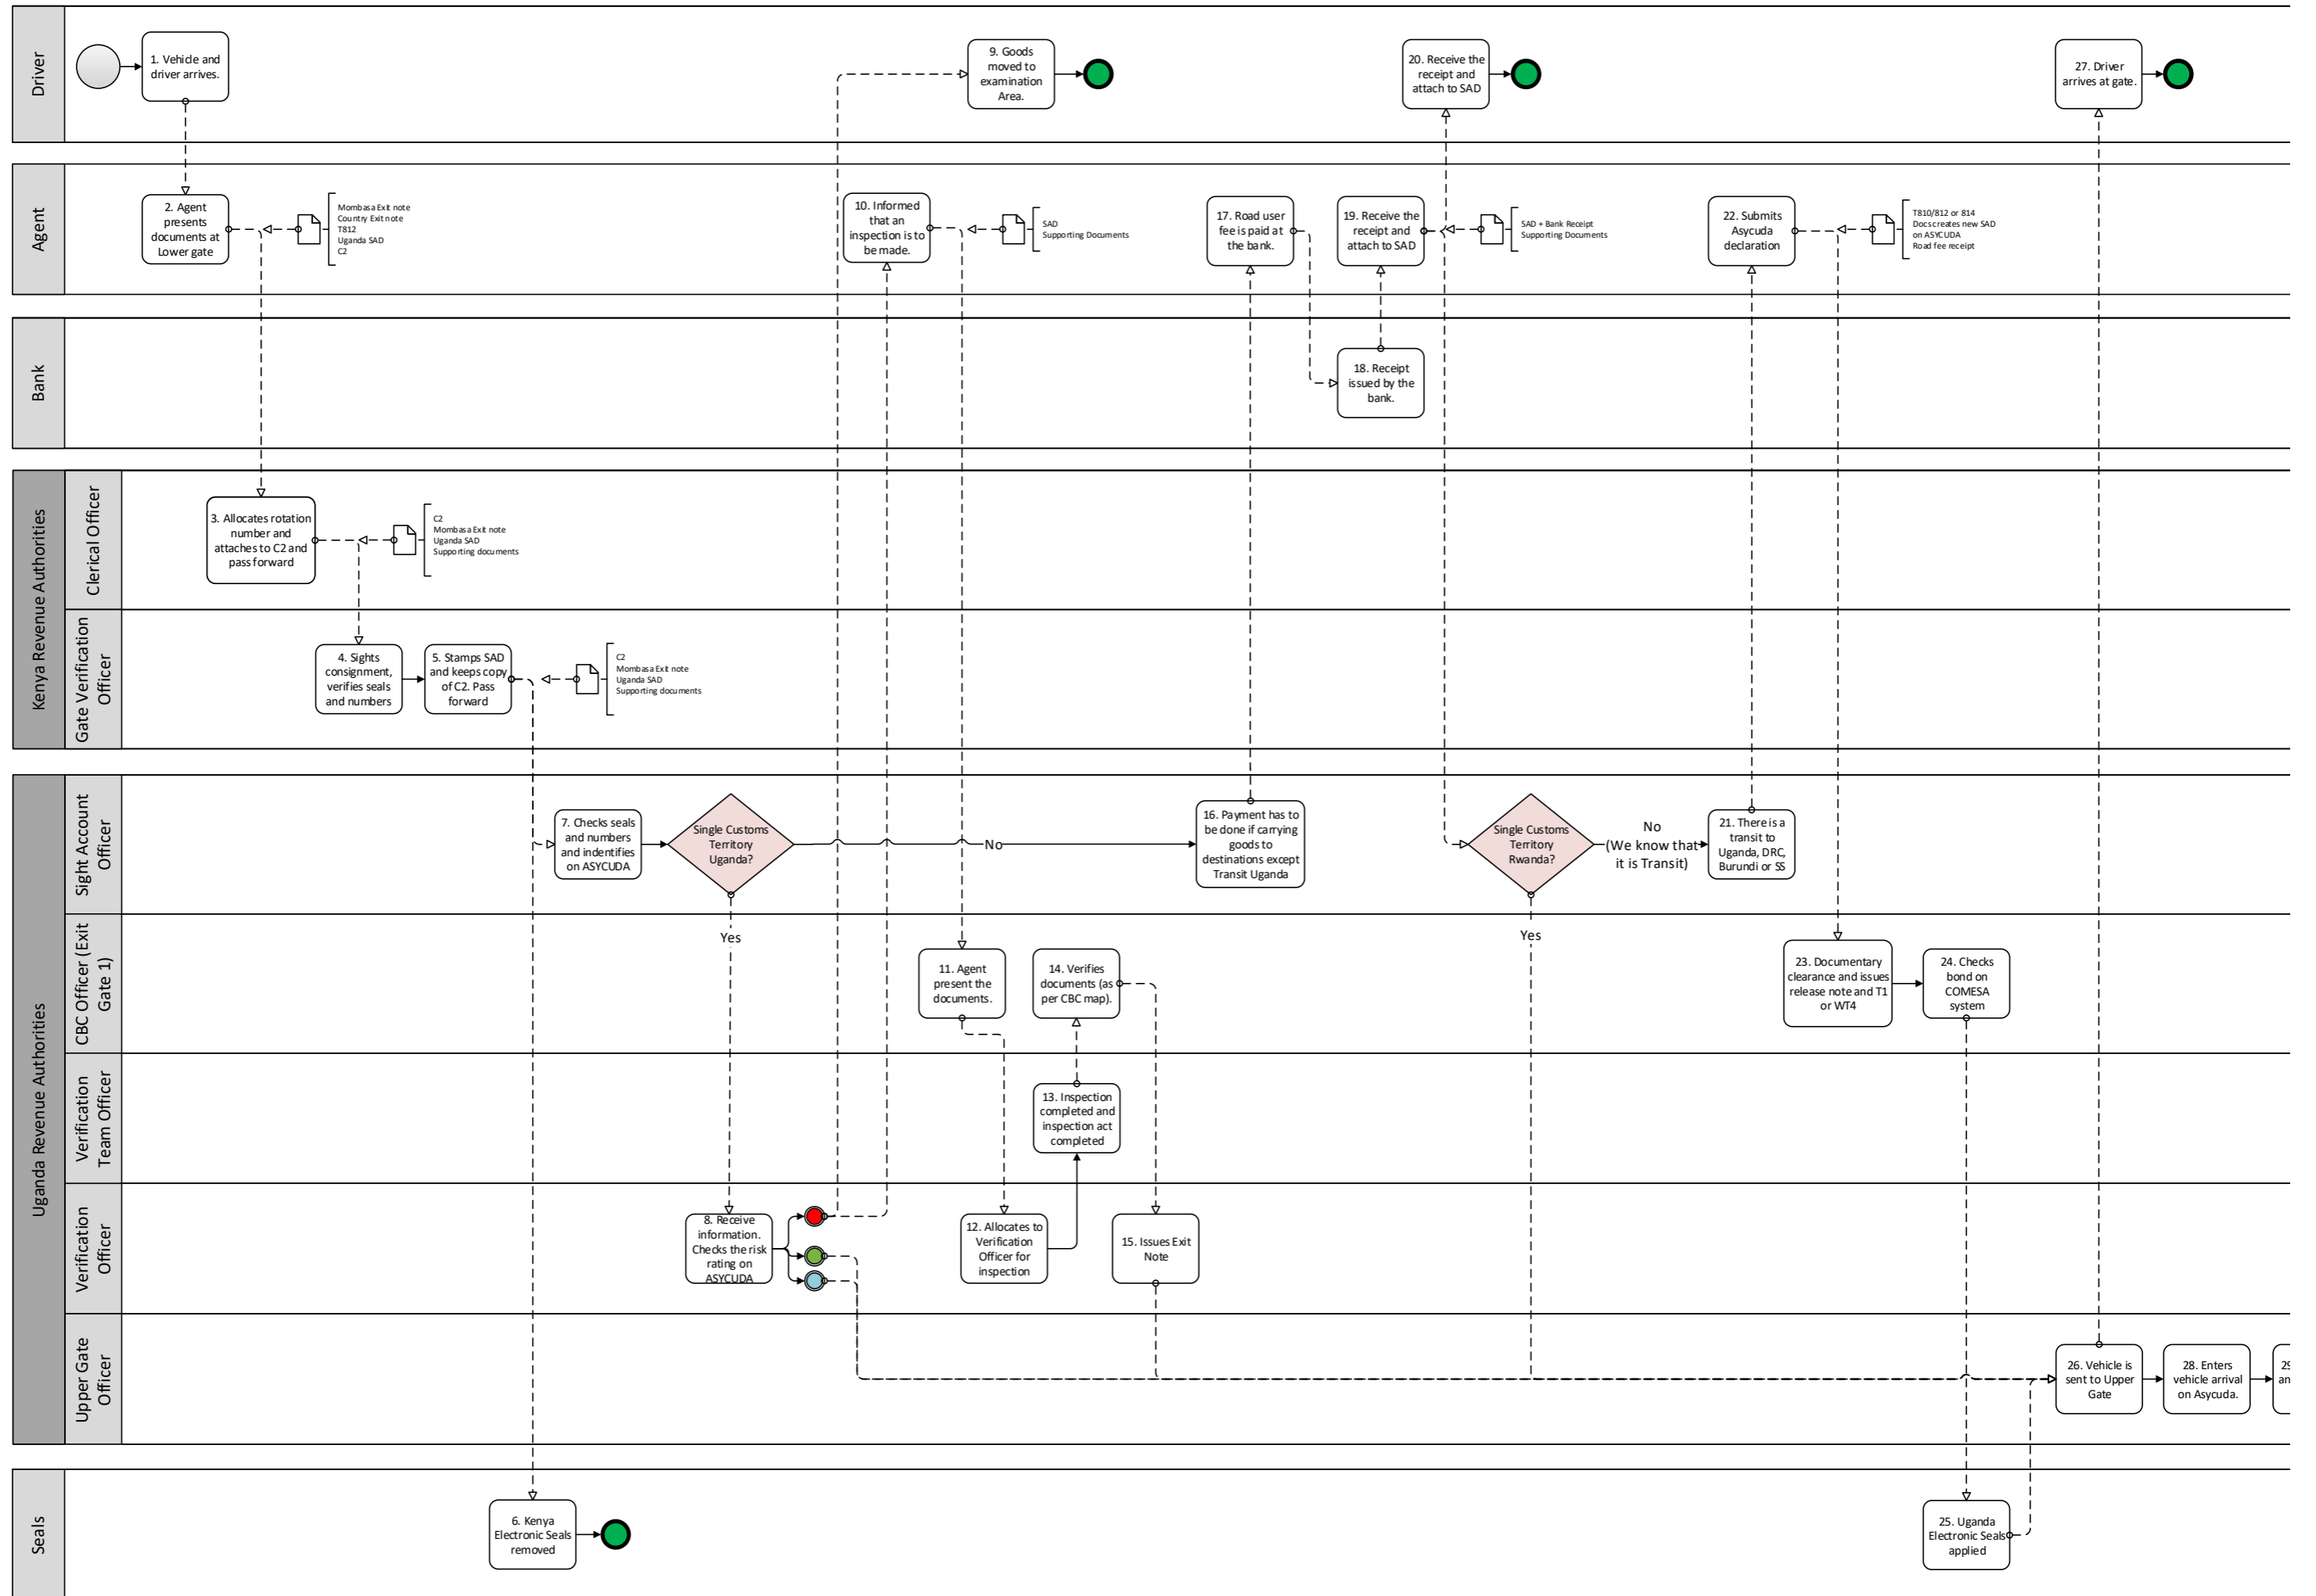 Driver
1. Vehicle and
driver arrives.
9. Goods
moved to
examination
Area.
20. Receive the
receipt and
attach to SAD
27. Driver
arrives at gate.
Agent
2. Agent
presents
documents at
Lower gate
Mombasa Exit note
Country Exit note
T812
Uganda SAD
C2
10. Informed
that an
inspection is to
be made.
SAD
Supporting Documents
17. Road user
fee is paid at
the bank.
19. Receive the
receipt and
attach to SAD
SAD + Bank Receipt
Supporting Documents
22. Submits
Asycuda
declaration
T810/812 or 814
Docs creates new SAD
on ASYCUDA
Road fee receipt
Bank
18. Receipt
issued by the
bank.
Kenya Revenue Authorities
Clerical Officer
3. Allocates rotation
number and
attaches to C2 and
pass forward
C2
Mombasa Exit note
Uganda SAD
Supporting documents
Gate Verification
Officer
4. Sights
consignment,
verifies seals
and numbers
5. Stamps SAD
and keeps copy
of C2. Pass
forward
C2
Mombasa Exit note
Uganda SAD
Supporting documents
Uganda Revenue Authorities
Sight Account
Officer
7. Checks seals
and numbers
and indentifies
on ASYCUDA
Single Customs
Territory
Uganda?
No
Yes
16. Payment has to
be done if carrying
goods to
destinations except
Transit Uganda
Single Customs
Territory
Rwanda?
No
(We know that
it is Transit)
Yes
21. There is a
transit to
Uganda, DRC,
Burundi or SS
CBC Officer (Exit
Gate 1)
11. Agent
present the
documents.
14. Verifies
documents (as
per CBC map).
23. Documentary
clearance and issues
release note and T1
or WT4
24. Checks
bond on
COMESA
system
Verification
Team Officer
13. Inspection
completed and
inspection act
completed
Verification
Officer
8. Receive
information.
Checks the risk
rating on
ASYCUDA
12. Allocates to
Verification
Officer for
inspection
15. Issues Exit
Note
Upper Gate
Officer
26. Vehicle is
sent to Upper
Gate
28. Enters
vehicle arrival
on Asycuda.
Seals
6. Kenya
Electronic Seals
removed
25. Uganda
Electronic Seals
applied